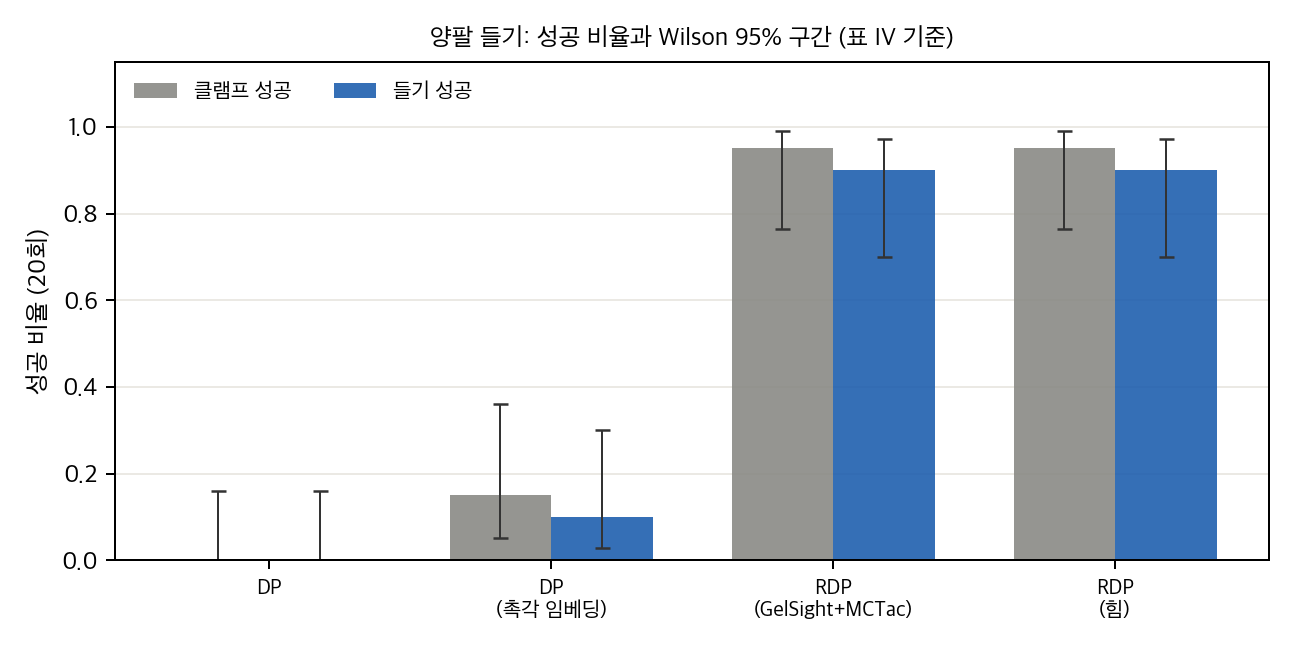 양팔 들기: 성공 비율과 Wilson 95% 구간 (표 IV 기준)
클램프 성공
들기 성공
성공 비율 (20회)
1.0
0.8
0.6
0.4
0.2
0.0
DP
DP
(촉각 임베딩)
RDP
(GelSight+MCTac)
RDP
(힘)